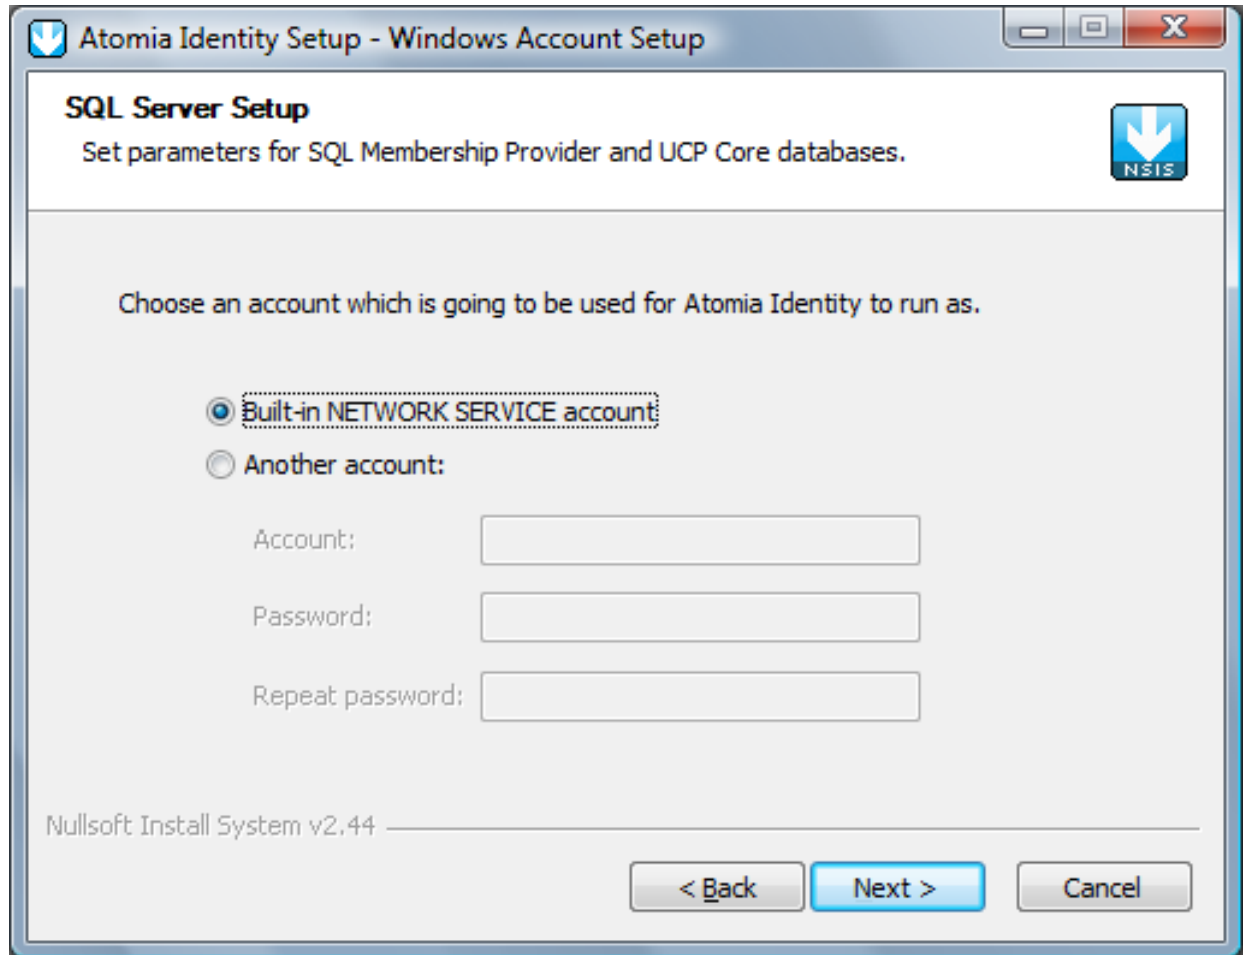 Atomia Identity Setup - Windows Account Setup
SQL Server Setup
Set parameters for SQL Membership Provider and UCP Core databases.
NSIS
Choose an account which is going to be used for Atomia Identity to run as.
Built-in NETWORK SERVICE account
Another account:
Account:
Password:
Repeat password:
Nullsoft Install System v2.44
< Back Next > Cancel